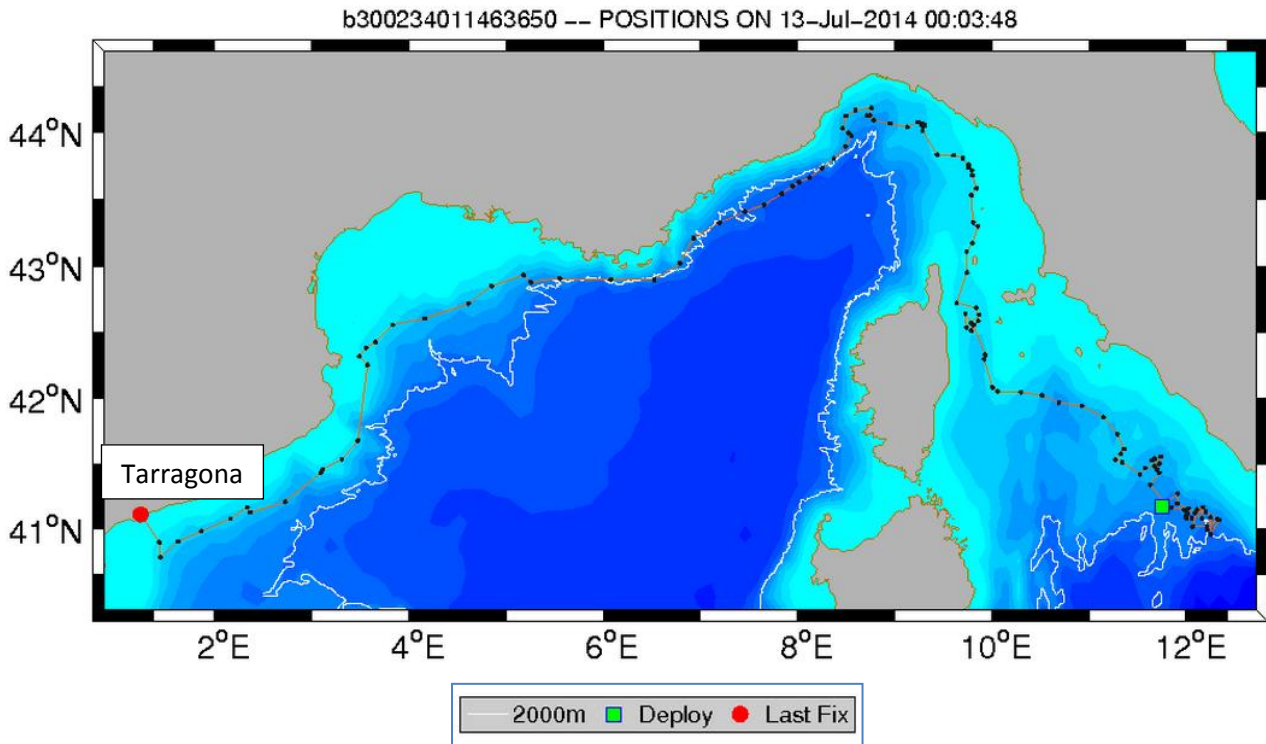 b300234011463650 -- POSITIONS ON 13-Jul-2014 00:03:48
44°N
43°N
42°N
Tarragona
41°N
2°E 4°E 6°E 8°E 10°E 12°E
2000m Deploy Last Fix